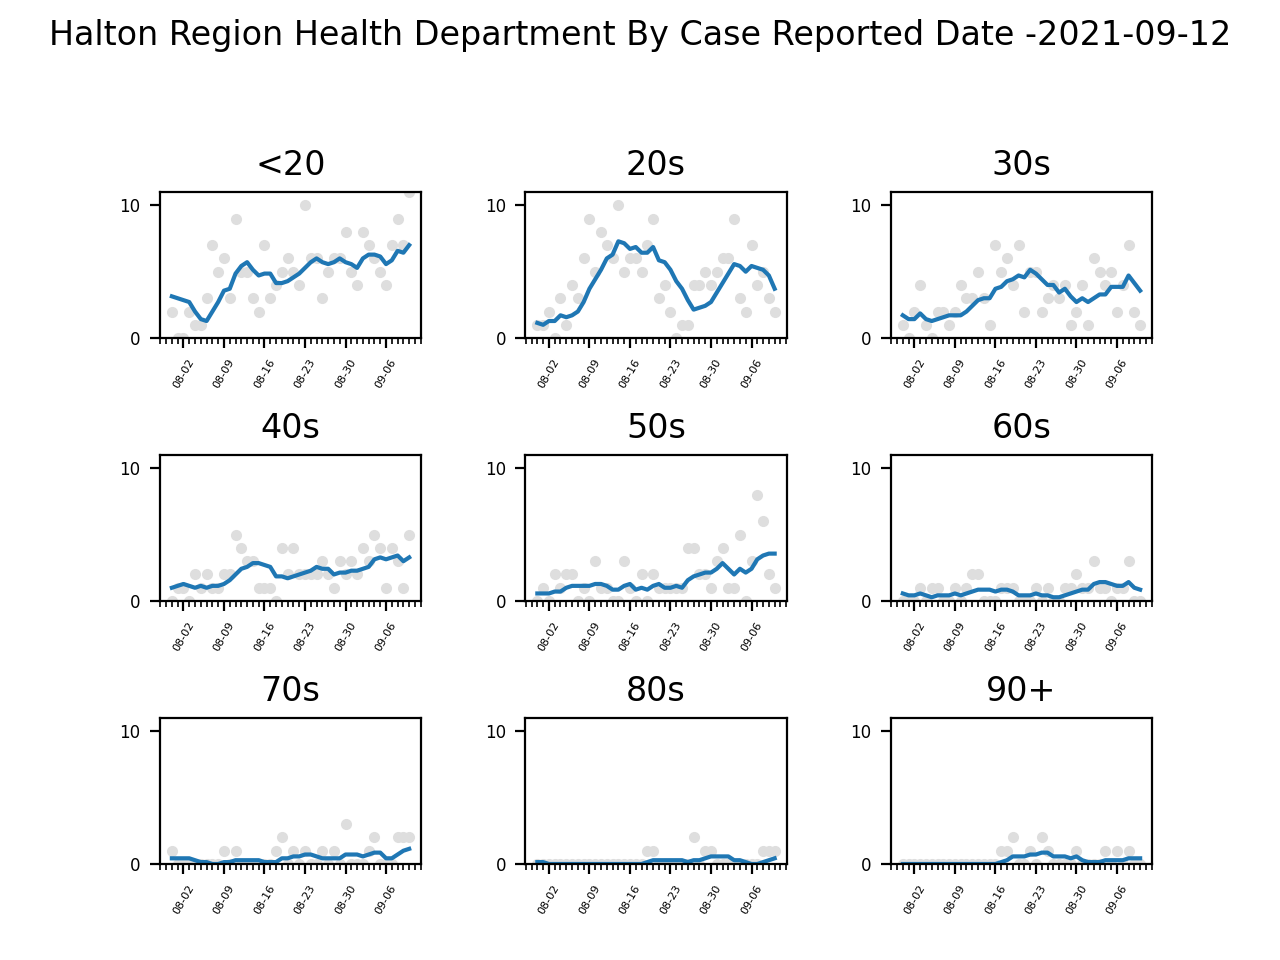 Halton Region Health Department By Case Reported Date -2021-09-12
<20 20s 30s
10 10 10
0 0 0
08-02 08-09 08-16 08-23 08-30 09-06 08-02 08-09 08-16 08-23 08-30 09-06 08-02 08-09 08-16 08-23 08-30 09-06
40s 50s 60s
10 10 10
0 0 0
08-02 08-09 08-16 08-23 08-30 09-06 08-02 08-09 08-16 08-23 08-30 09-06 08-02 08-09 08-16 08-23 08-30 09-06
70s 80s 90+
10 10 10
0 0 0
08-02 08-09 08-16 08-23 08-30 09-06 08-02 08-09 08-16 08-23 08-30 09-06 08-02 08-09 08-16 08-23 08-30 09-06